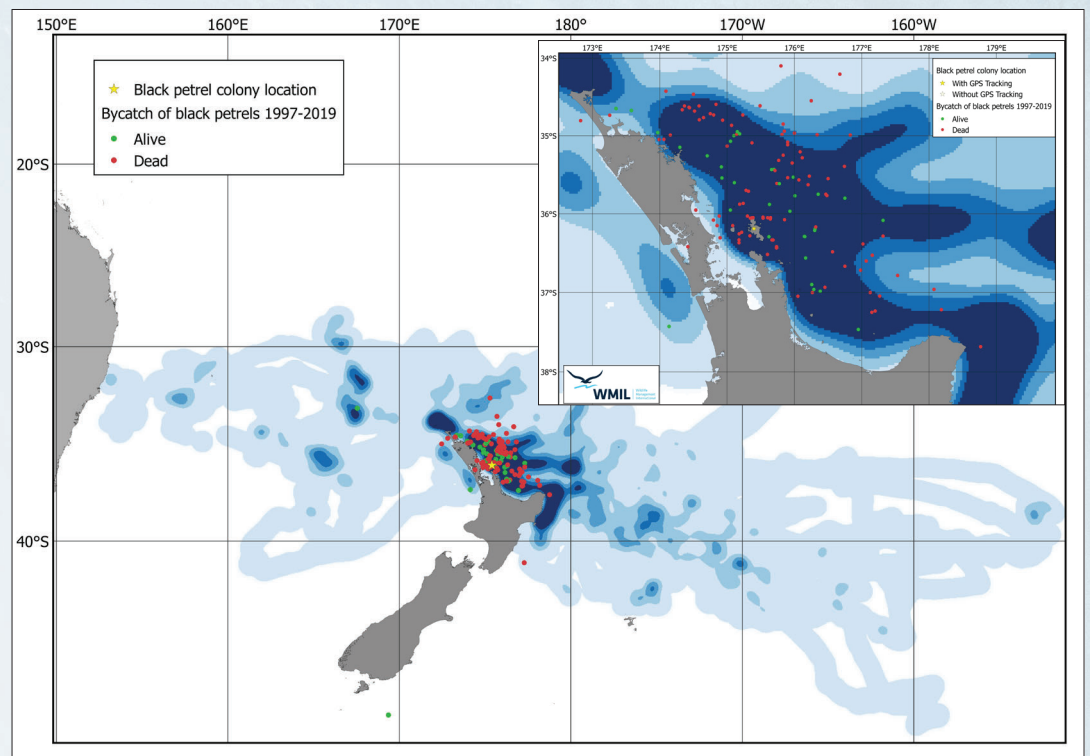 150°E 160°E 170°E 180° 170°W 160°W
Black petrel colony location
Bycatch of black petrels 1997-2019
Alive
Dead
20°S
30°S
40°S
173°E 174°E 175°E 176°E 177°E 178°E 179°E
34°S
35°S
36°S
37°S
38°S
Black petrel colony location
With GPS Tracking
Without GPS Tracking
Bycatch of black petrels 1997-2019
Alive
Dead
WMIL